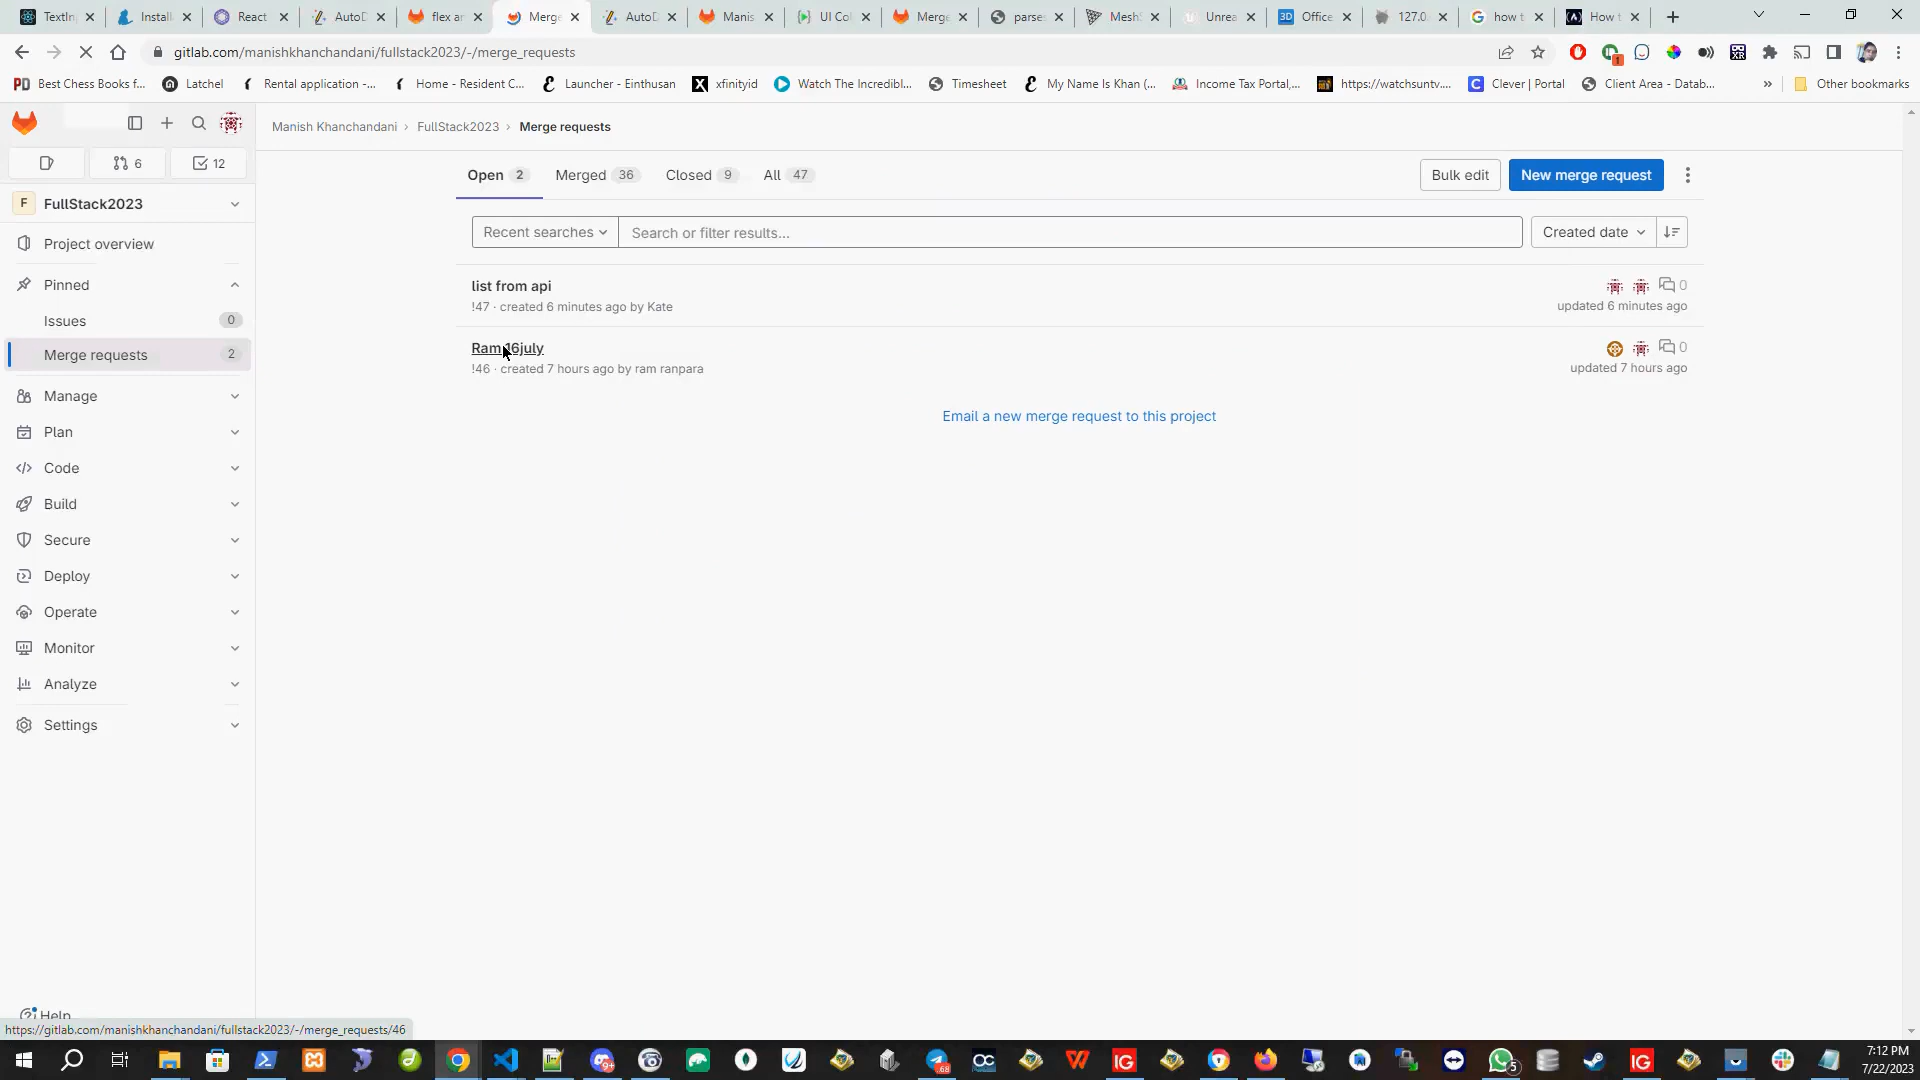 TextIn
Install
React
AutoD
flex ar
Merge
AutoD
Manis
UI Co
Merge
parse
Mesh
Unrea
Office
127.0
how t
How t
gitlab.com/manishkhanchandani/fullstack2023/-/merge_requests
Best Chess Books f...
Latchel
Rental application -...
Home - Resident C...
Launcher - Einthusan
xfinityid
Watch The Incredibl...
Timesheet
My Name Is Khan (...
Income Tax Portal,...
https://watchsuntv....
Clever | Portal
Client Area - Datab...
»
Other bookmarks
Manish Khanchandani › FullStack2023 › Merge requests
6
12
Open 2
Merged 36
Closed 9
All 47
Bulk edit
New merge request
F FullStack2023
Recent searches
Search or filter results...
Created date
Project overview
Pinned
Issues 0
Merge requests 2
Manage
Plan
Code
Build
Secure
Deploy
Operate
Monitor
Analyze
Settings
Help
list from api
!47 · created 6 minutes ago by Kate
0
updated 6 minutes ago
Ram 16july
!46 · created 7 hours ago by ram ranpara
0
updated 7 hours ago
Email a new merge request to this project
https://gitlab.com/manishkhanchandani/fullstack2023/-/merge_requests/46
7:12 PM
7/22/2023